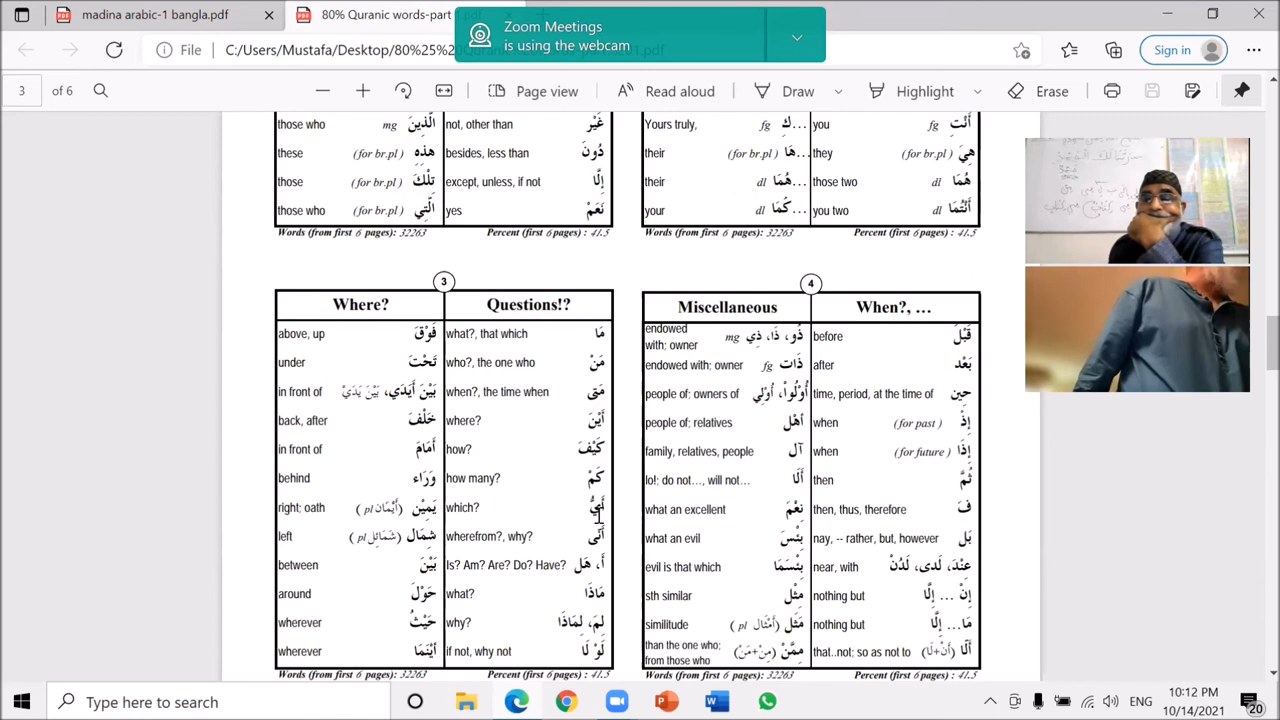 madina arabic-1 bangla.pdf
80% Quranic words-part
Zoom Meetings
is using the webcam
File
C:/Users/Mustafa/Desktop/80%25%20Quran
Sign in
3 of 6
Page view
Read aloud
Draw
Highlight
Erase
those who mg الَّذِينَ not, other than غَيْر
these (for br.pl) هٰذِهِ besides, less than دُونَ
those (for br.pl) تِلْكَ except, unless, if not إِلَّا
those who (for br.pl) الَّتِي yes نَعَمْ
Words (from first 6 pages): 32263 Percent (first 6 pages) : 41.5
Yours truly, fg ...كِ you fg أَنْتِ
their (for br.pl) ...هَا they (for br.pl) هِيَ
their dl ...هُمَا those two dl هُمَا
your dl ...كُمَا you two dl أَنْتُمَا
Words (from first 6 pages): 32263 Percent (first 6 pages) : 41.5
3
Where? Questions!?
above, up فَوْقَ what?, that which مَا
under تَحْتَ who?, the one who مَنْ
in front of بَيْنَ أَيْدَي، بَيْنَ يَدَيْ when?, the time when مَتٰى
back, after خَلْفَ where? أَيْنَ
in front of أَمَامَ how? كَيْفَ
behind وَرَاء how many? كَمْ
right; oath يَمِيْن (أَيْمَان pl) which? أَيُّ
left شِمَال (شَمَائِل pl) wherefrom?, why? أَنّٰى
between بَيْنَ Is? Am? Are? Do? Have? أَ، هَل
around حَوْلَ what? مَاذَا
wherever حَيْثُ why? لِمَ، لِمَاذَا
wherever أَيْنَمَا if not, why not لَوْ لَا
Words (from first 6 pages): 32263 Percent (first 6 pages) : 41.5
4
Miscellaneous When?, …
endowed with; owner mg ذُو، ذَا، ذِي before قَبْلَ
endowed with; owner fg ذَات after بَعْد
people of; owners of أُوْلُواْ، أُوْلِي time, period, at the time of حِين
people of; relatives أَهْل when (for past ) إِذْ
family, relatives, people آل when (for future ) إِذَا
lo!; do not…, will not… أَلَا then ثُمَّ
what an excellent نِعْمَ then, thus, therefore فَ
what an evil بِئْسَ nay, -- rather, but, however بَل
evil is that which بِئْسَمَا near, with عِنْدَ، لَدى، لَدُنْ
sth similar مِثْل nothing but إِنْ ... إِلَّا
similitude مَثَل (أَمْثَال pl) nothing but مَا... إِلَّا
than the one who; from those who مِمَّنْ (مِنْ+مَنْ) that..not; so as not to أَلَّا (أَنْ+لَا)
Words (from first 6 pages): 32263 Percent (first 6 pages) : 41.5
Type here to search
ENG
10:12 PM
10/14/2021
20